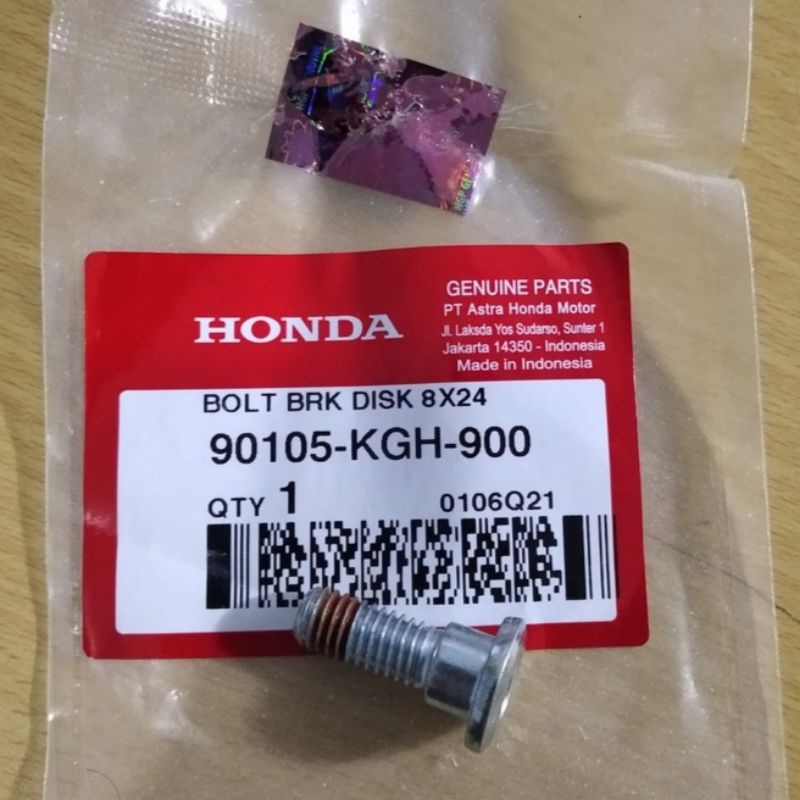 HONDA
GENUINE PARTS
PT Astra Honda Motor
Jl. Laksda Yos Sudarso, Sunter 1
Jakarta 14350 - Indonesia
Made in Indonesia
BOLT BRK DISK 8X24
90105-KGH-900
QTY 1 0106Q21